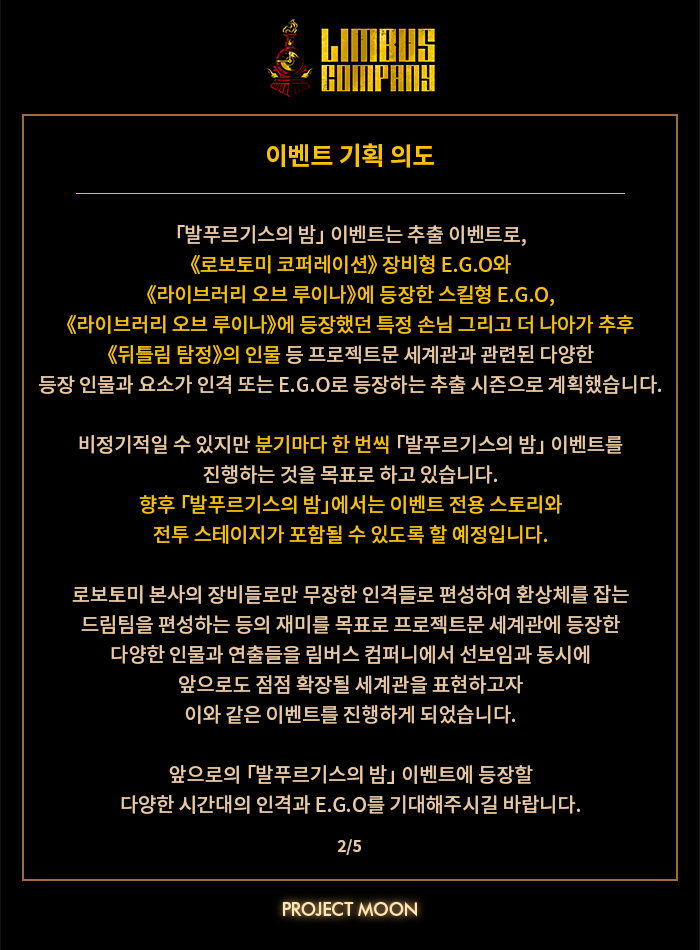 LIMBUS
COMPANY
이벤트 기획 의도
「발푸르기스의 밤」 이벤트는 추출 이벤트로,
《로보토미 코퍼레이션》 장비형 E.G.O와
《라이브러리 오브 루이나》에 등장한 스킬형 E.G.O,
《라이브러리 오브 루이나》에 등장했던 특정 손님 그리고 더 나아가 추후
《뒤틀림 탐정》의 인물 등 프로젝트문 세계관과 관련된 다양한
등장 인물과 요소가 인격 또는 E.G.O로 등장하는 추출 시즌으로 계획했습니다.
비정기적일 수 있지만 분기마다 한 번씩 「발푸르기스의 밤」 이벤트를
진행하는 것을 목표로 하고 있습니다.
향후 「발푸르기스의 밤」에서는 이벤트 전용 스토리와
전투 스테이지가 포함될 수 있도록 할 예정입니다.
로보토미 본사의 장비들로만 무장한 인격들로 편성하여 환상체를 잡는
드림팀을 편성하는 등의 재미를 목표로 프로젝트문 세계관에 등장한
다양한 인물과 연출들을 림버스 컴퍼니에서 선보임과 동시에
앞으로도 점점 확장될 세계관을 표현하고자
이와 같은 이벤트를 진행하게 되었습니다.
앞으로의 「발푸르기스의 밤」 이벤트에 등장할
다양한 시간대의 인격과 E.G.O를 기대해주시길 바랍니다.
2/5
PROJECT MOON